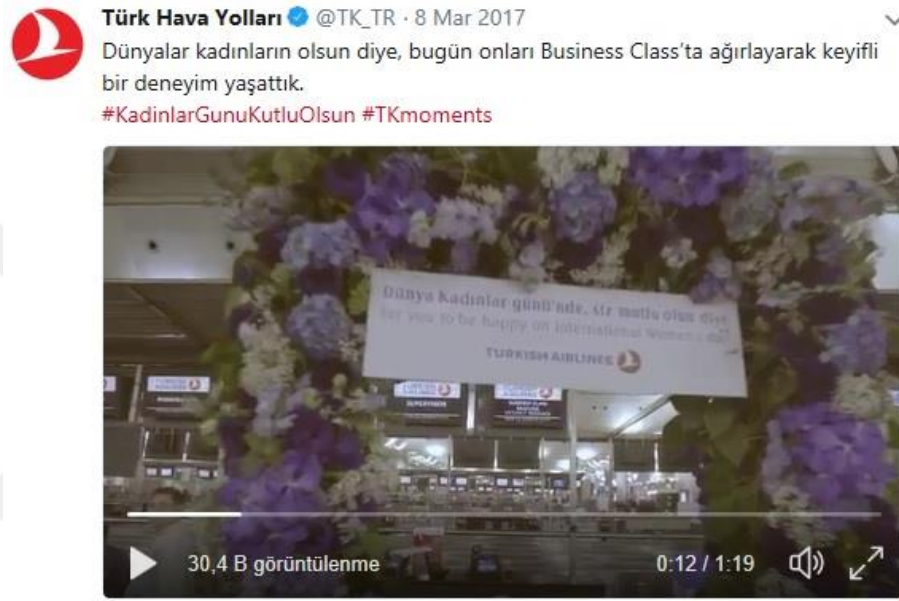 Türk Hava Yolları @TK_TR · 8 Mar 2017
Dünyalar kadınların olsun diye, bugün onları Business Class'ta ağırlayarak keyifli
bir deneyim yaşattık.
#KadinlarGunuKutluOlsun #TKmoments
Dünya Kadınlar günü'nde, siz mutlu olun diye
For you to be happy on International Women's day
TURKISH AIRLINES
30,4 B görüntülenme
0:12 / 1:19